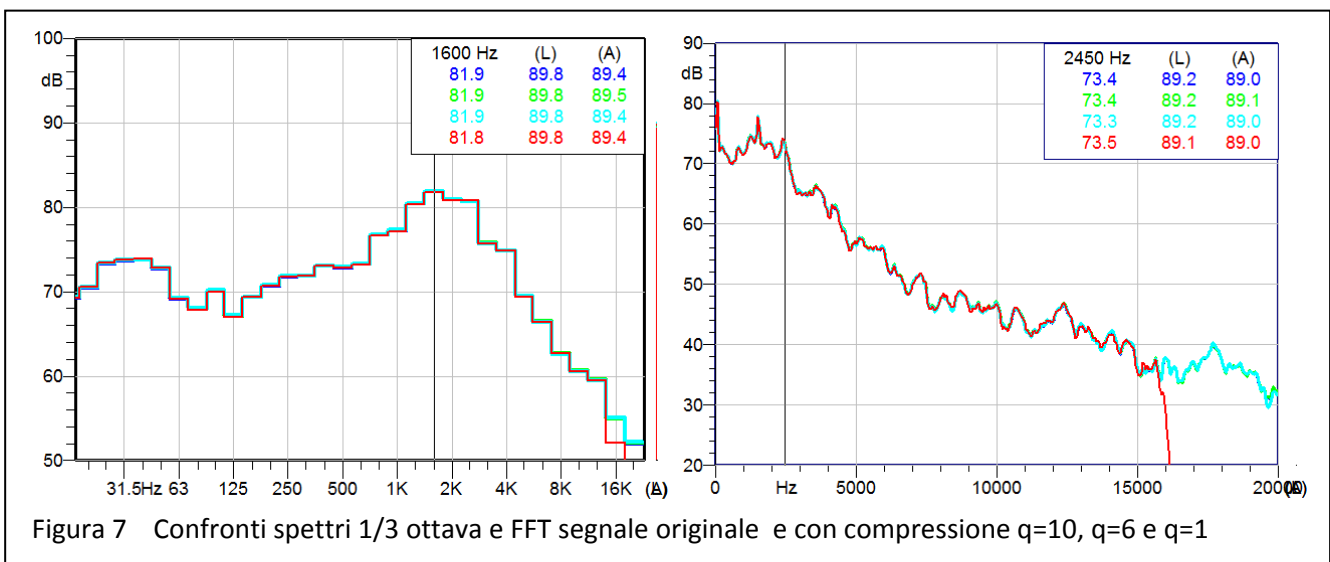 100
dB
90
80
70
60
50
1600 Hz (L) (A)
81.9 89.8 89.4
81.9 89.8 89.5
81.9 89.8 89.4
81.8 89.8 89.4
31.5Hz 63 125 250 500 1K 2K 4K 8K 16K
90
dB
80
70
60
50
40
30
20
2450 Hz (L) (A)
73.4 89.2 89.0
73.4 89.2 89.1
73.3 89.2 89.0
73.5 89.1 89.0
0 Hz 5000 10000 15000 20000
Figura 7 Confronti spettri 1/3 ottava e FFT segnale originale e con compressione q=10, q=6 e q=1